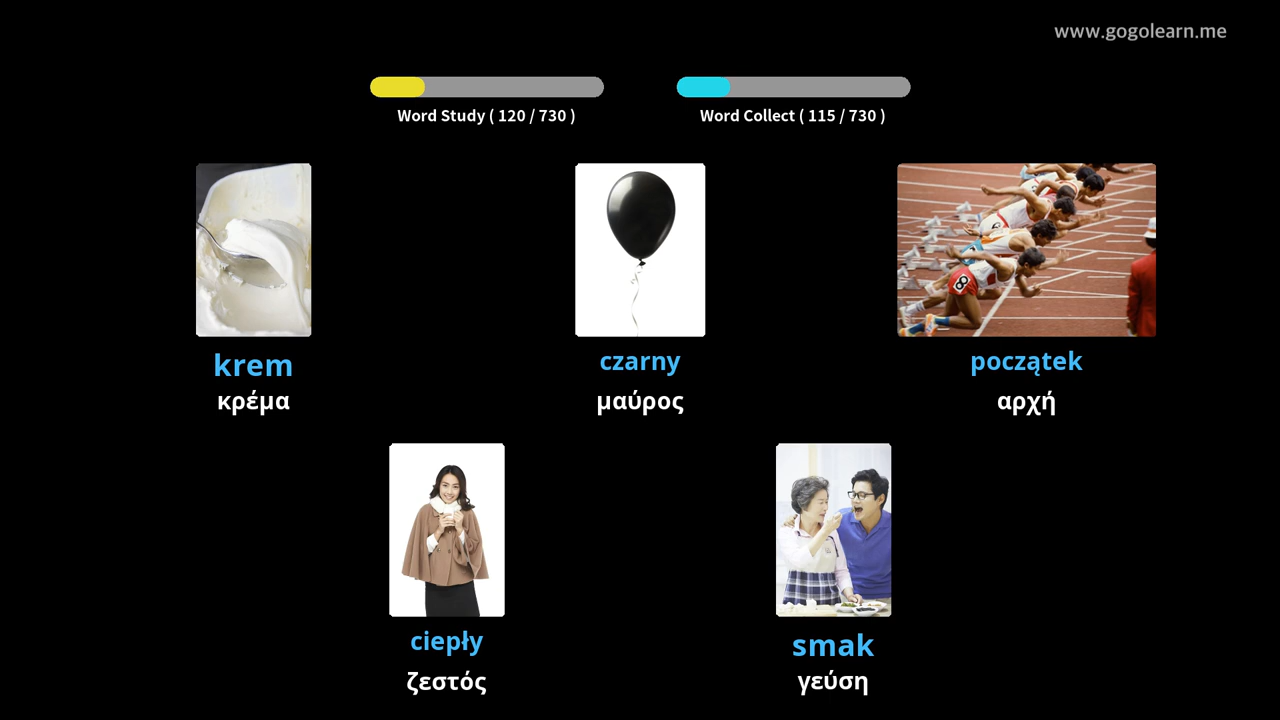 www.gogolearn.me
Word Study ( 120 / 730 )
Word Collect ( 115 / 730 )
krem
κρέμα
czarny
μαύρος
początek
αρχή
ciepły
ζεστός
smak
γεύση